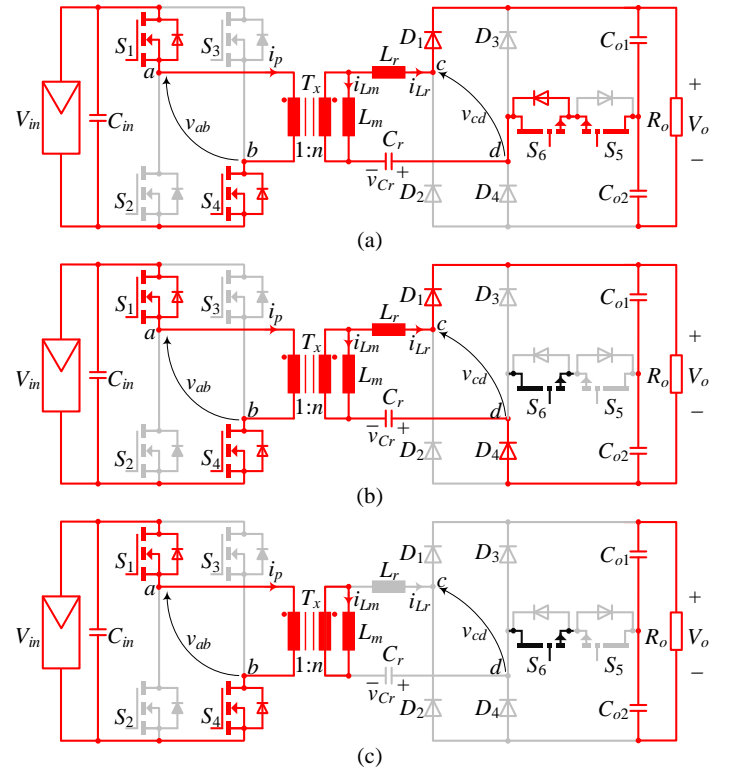 S1 S3 D1 D3 Co1
a ip Tx Lr c
iLm iLr
Vin Cin vab Lm vcd S6 S5 Ro Vo + −
b 1:n Cr d
− vCr +
S2 S4 D2 D4 Co2
(a)
S1 S3 D1 D3 Co1
a ip Tx Lr c
iLm iLr
Vin Cin vab Lm vcd S6 S5 Ro Vo + −
b 1:n Cr d
− vCr +
S2 S4 D2 D4 Co2
(b)
S1 S3 D1 D3 Co1
a ip Tx Lr c
iLm iLr
Vin Cin vab Lm vcd S6 S5 Ro Vo + −
b 1:n Cr d
− vCr +
S2 S4 D2 D4 Co2
(c)